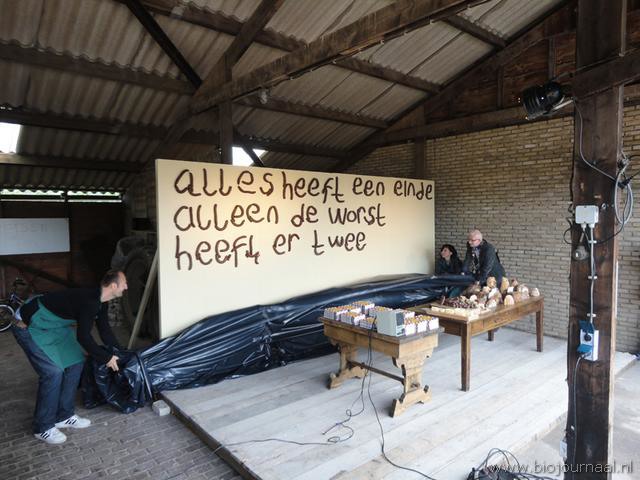 alles heeft een einde
alleen de worst
heeft er twee
www.biojournaal.nl